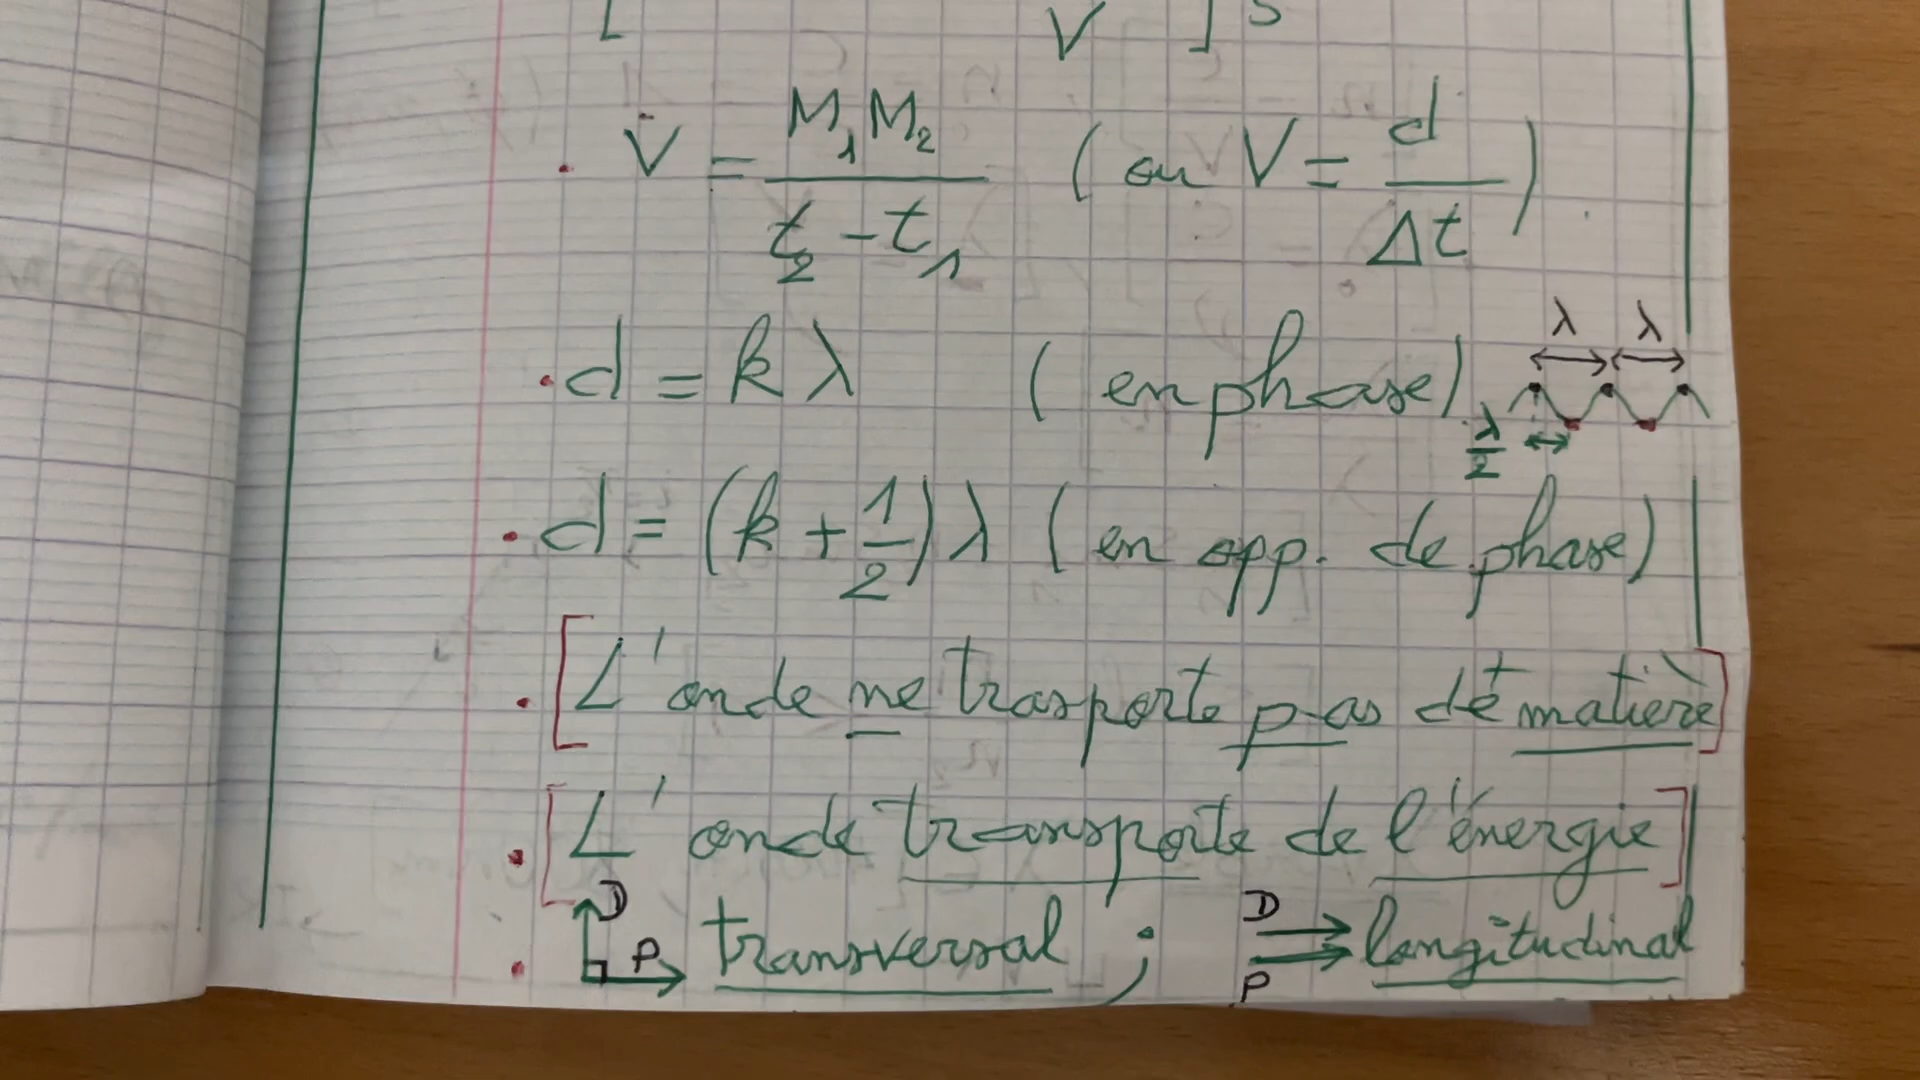 [ V ] s
. V = M₁M₂ / (t₂ - t₁) ( ou V = d / Δt ).
λ λ
. d = k λ ( en phase) λ/2
. d = (k + 1/2) λ ( en opp. de phase)
. [L'onde ne trasporte pas de matière]
. [L'onde transporte de l'énergie]
. D P transversal ; D P longitudinal